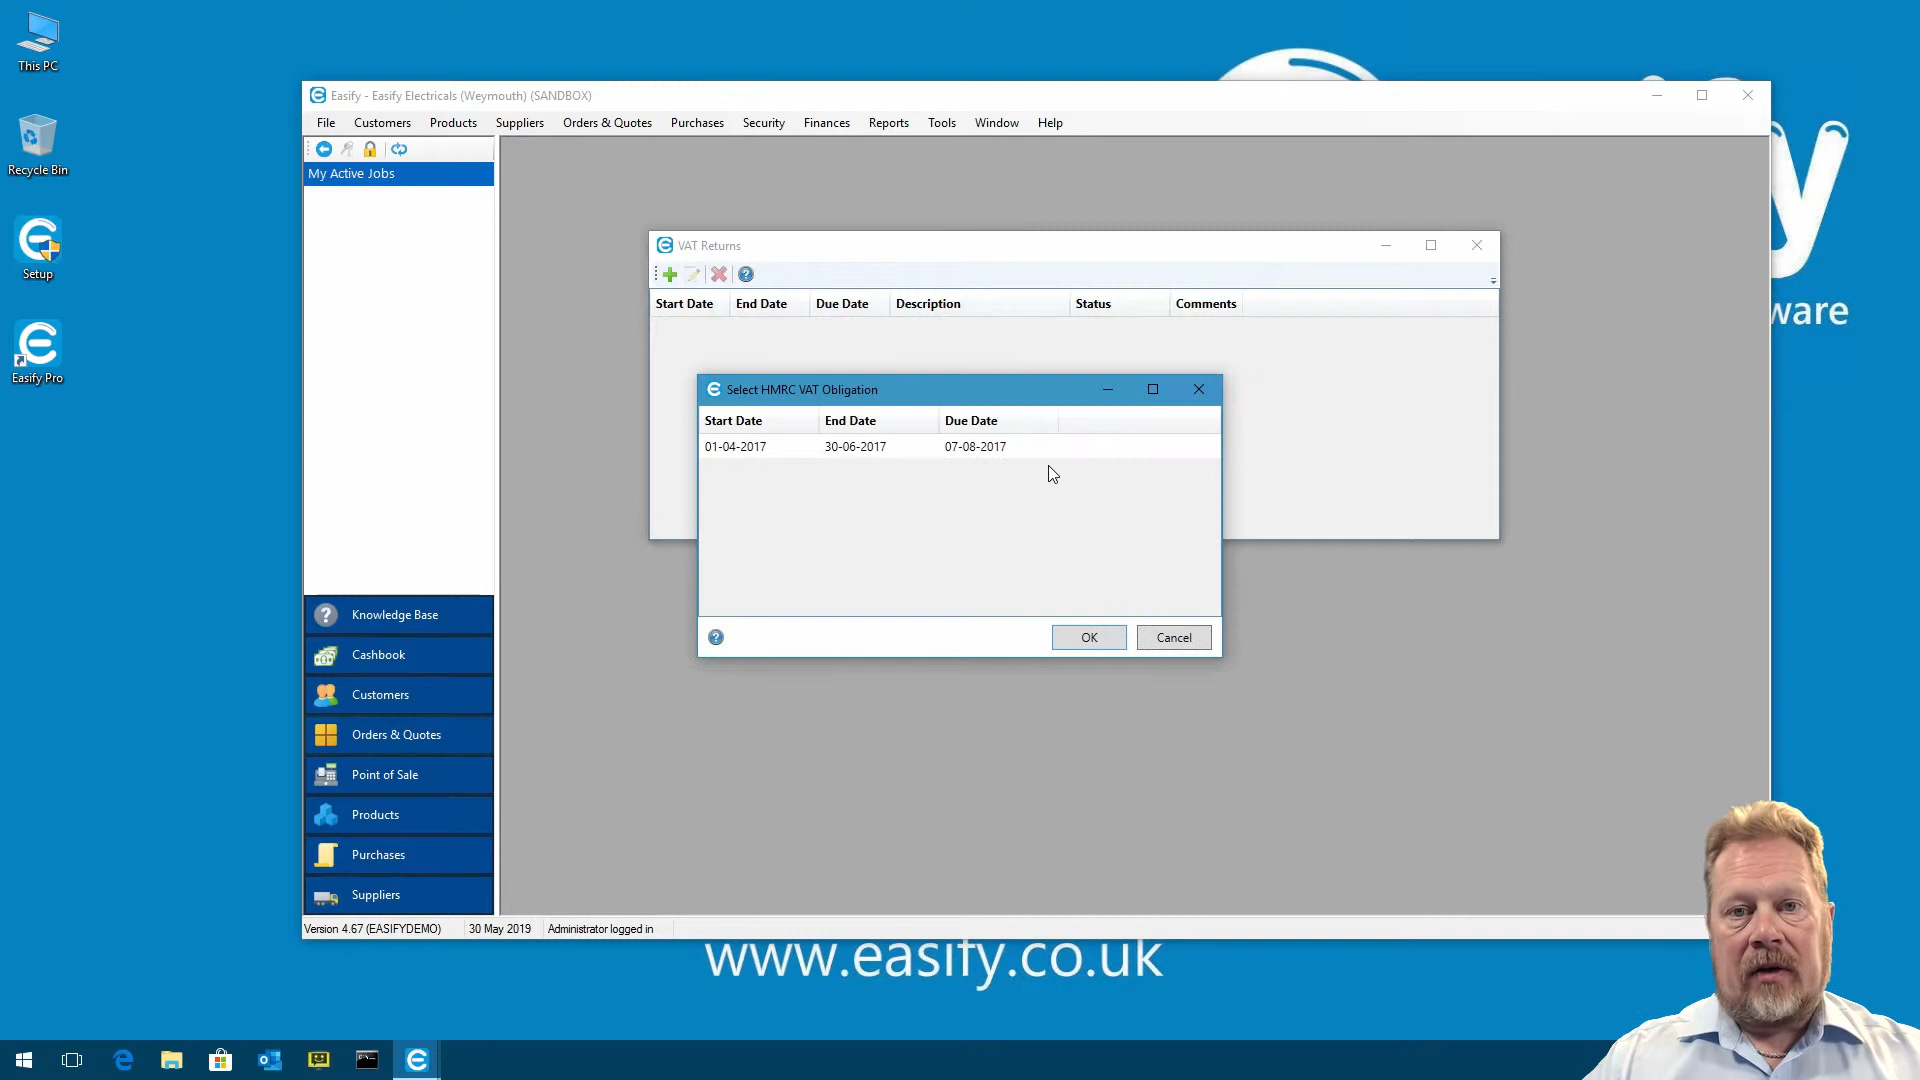 This PC
Recycle Bin
Setup
Easify Pro
Easify - Easify Electricals (Weymouth) (SANDBOX)
File Customers Products Suppliers Orders & Quotes Purchases Security Finances Reports Tools Window Help
My Active Jobs
VAT Returns
Start Date End Date Due Date Description Status Comments
Select HMRC VAT Obligation
Start Date End Date Due Date
01-04-2017 30-06-2017 07-08-2017
OK Cancel
Knowledge Base
Cashbook
Customers
Orders & Quotes
Point of Sale
Products
Purchases
Suppliers
Version 4.67 (EASIFYDEMO) 30 May 2019 Administrator logged in
y
ware
www.easify.co.uk